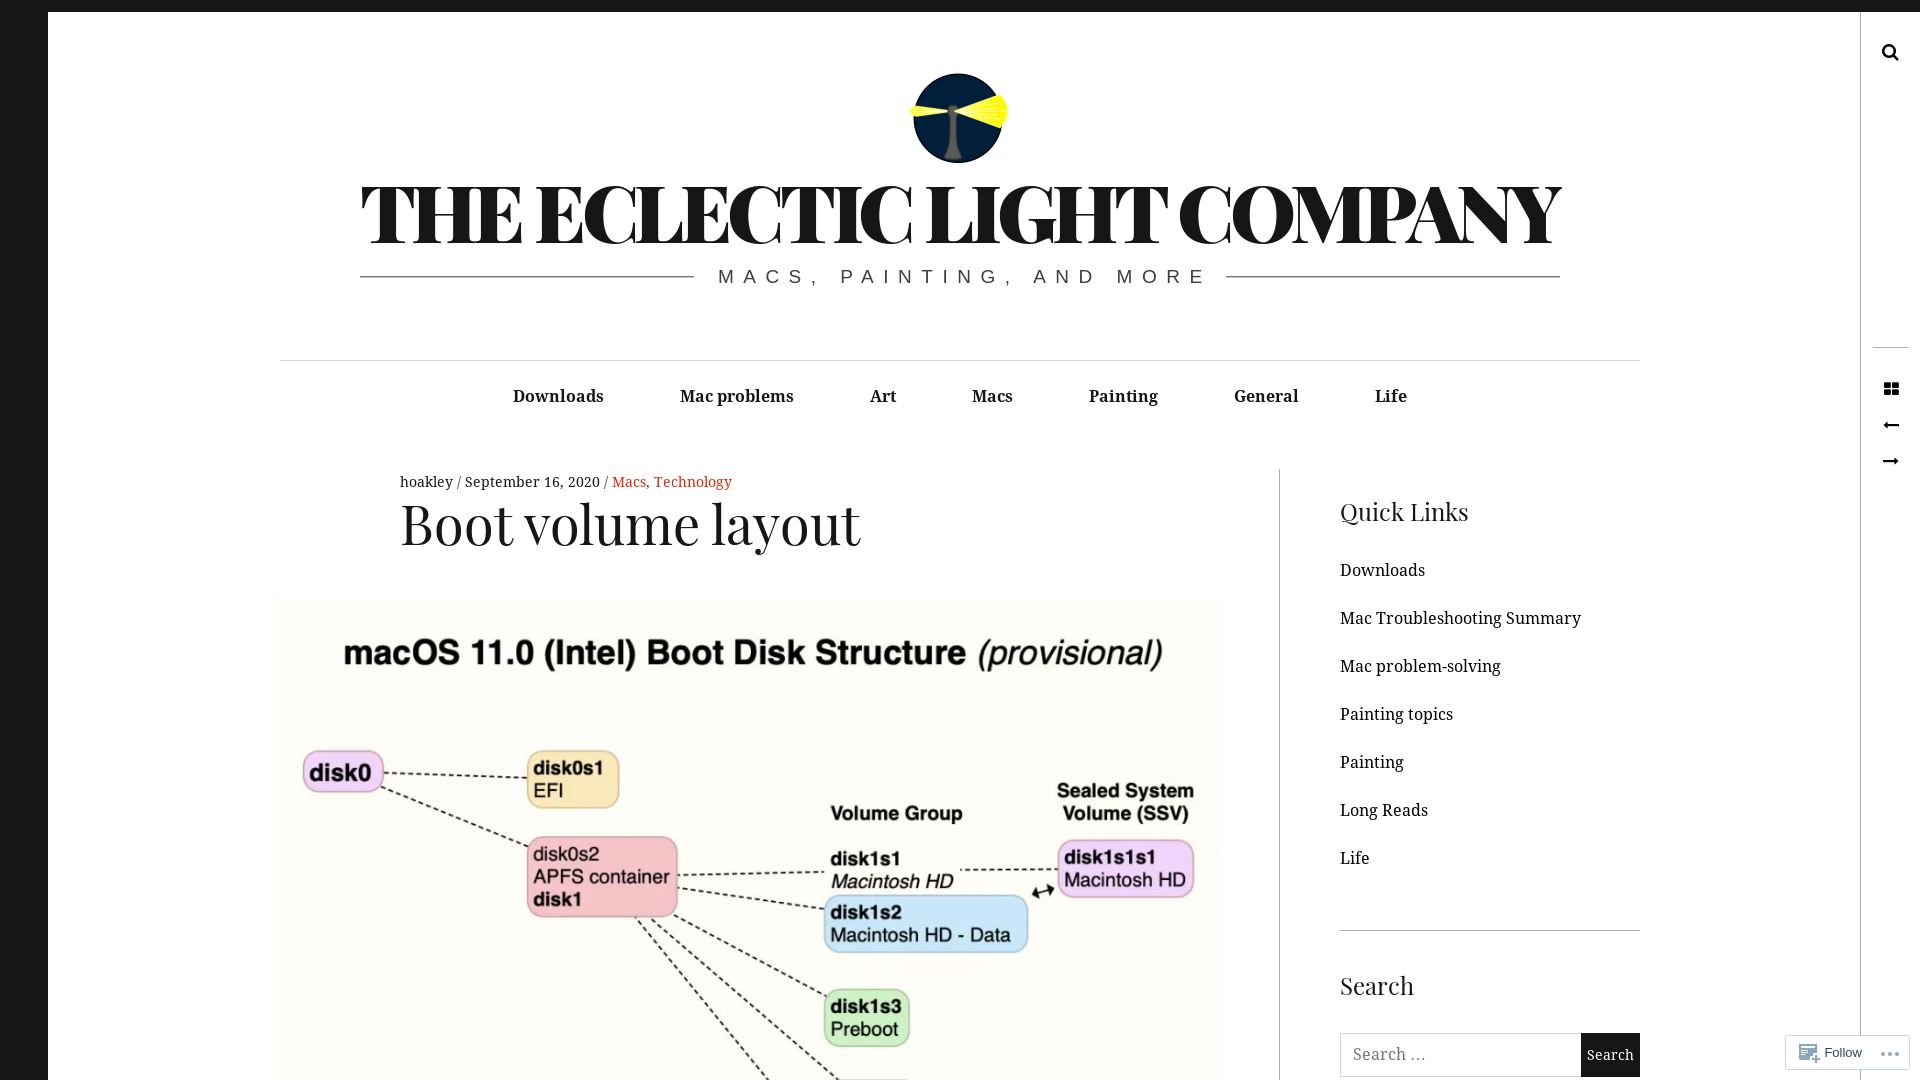 THE ECLECTIC LIGHT COMPANY
MACS, PAINTING, AND MORE
Downloads
Mac problems
Art
Macs
Painting
General
Life
hoakley / September 16, 2020 / Macs, Technology
Boot volume layout
macOS 11.0 (Intel) Boot Disk Structure (provisional)
disk0
disk0s1
EFI
disk0s2
APFS container
disk1
Volume Group
disk1s1
Macintosh HD
disk1s2
Macintosh HD - Data
disk1s3
Preboot
Sealed System
Volume (SSV)
disk1s1s1
Macintosh HD
Quick Links
Downloads
Mac Troubleshooting Summary
Mac problem-solving
Painting topics
Painting
Long Reads
Life
Search
Search …
Search
Follow